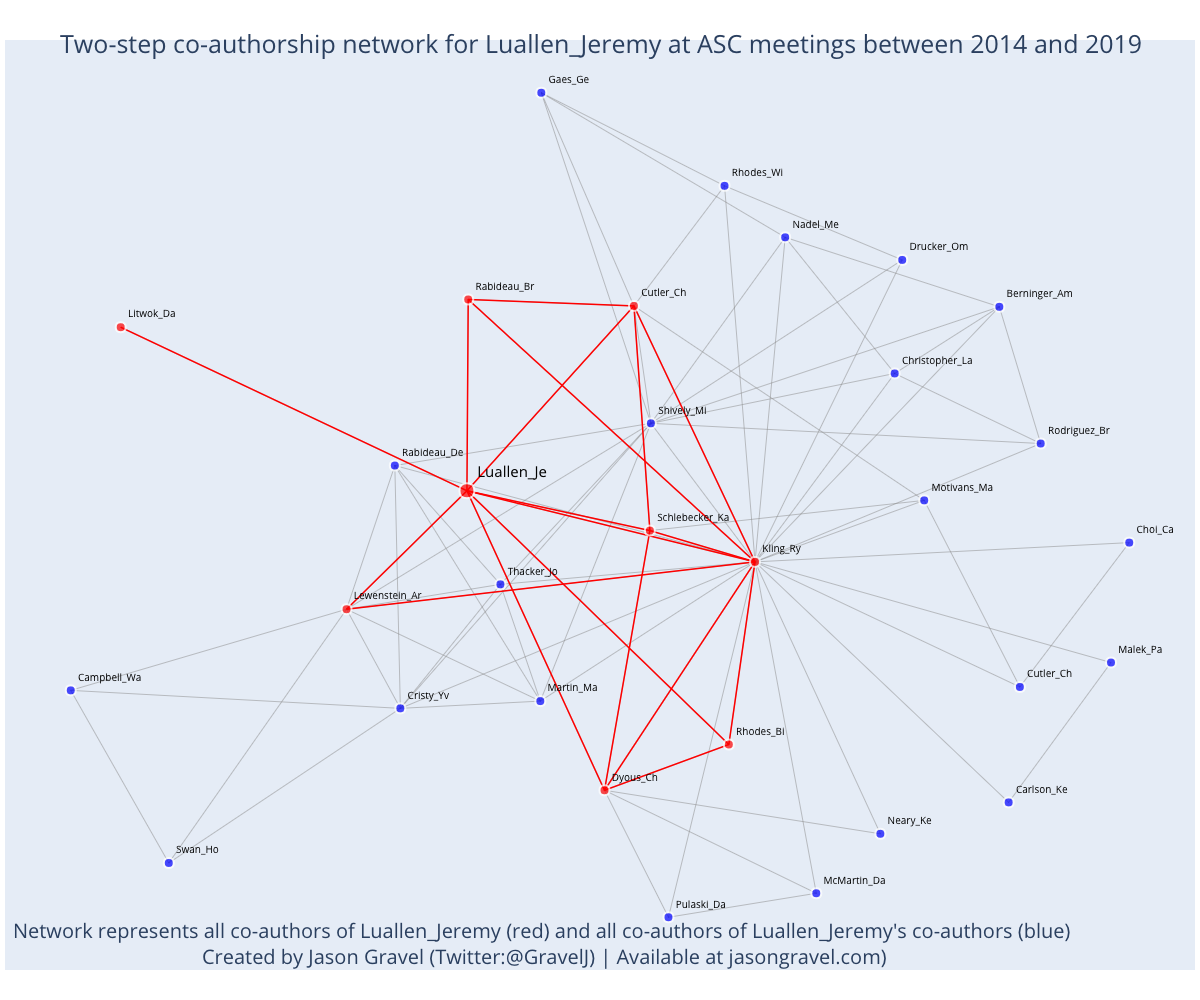 Two-step co-authorship network for Luallen_Jeremy at ASC meetings between 2014 and 2019
Gaes_Ge
Rhodes_Wi
Nadel_Me
Drucker_Om
Rabideau_Br
Cutler_Ch
Berninger_Am
Litwok_Da
Christopher_La
Shively_Mi
Rodriguez_Br
Rabideau_De
Luallen_Je
Motivans_Ma
Schlebecker_Ka
Choi_Ca
Kling_Ry
Thacker_Jo
Lewenstein_Ar
Malek_Pa
Campbell_Wa
Cutler_Ch
Martin_Ma
Cristy_Yv
Rhodes_Bi
Dyous_Ch
Carlson_Ke
Neary_Ke
Swan_Ho
McMartin_Da
Pulaski_Da
Network represents all co-authors of Luallen_Jeremy (red) and all co-authors of Luallen_Jeremy's co-authors (blue)
Created by Jason Gravel (Twitter:@GravelJ) | Available at jasongravel.com)